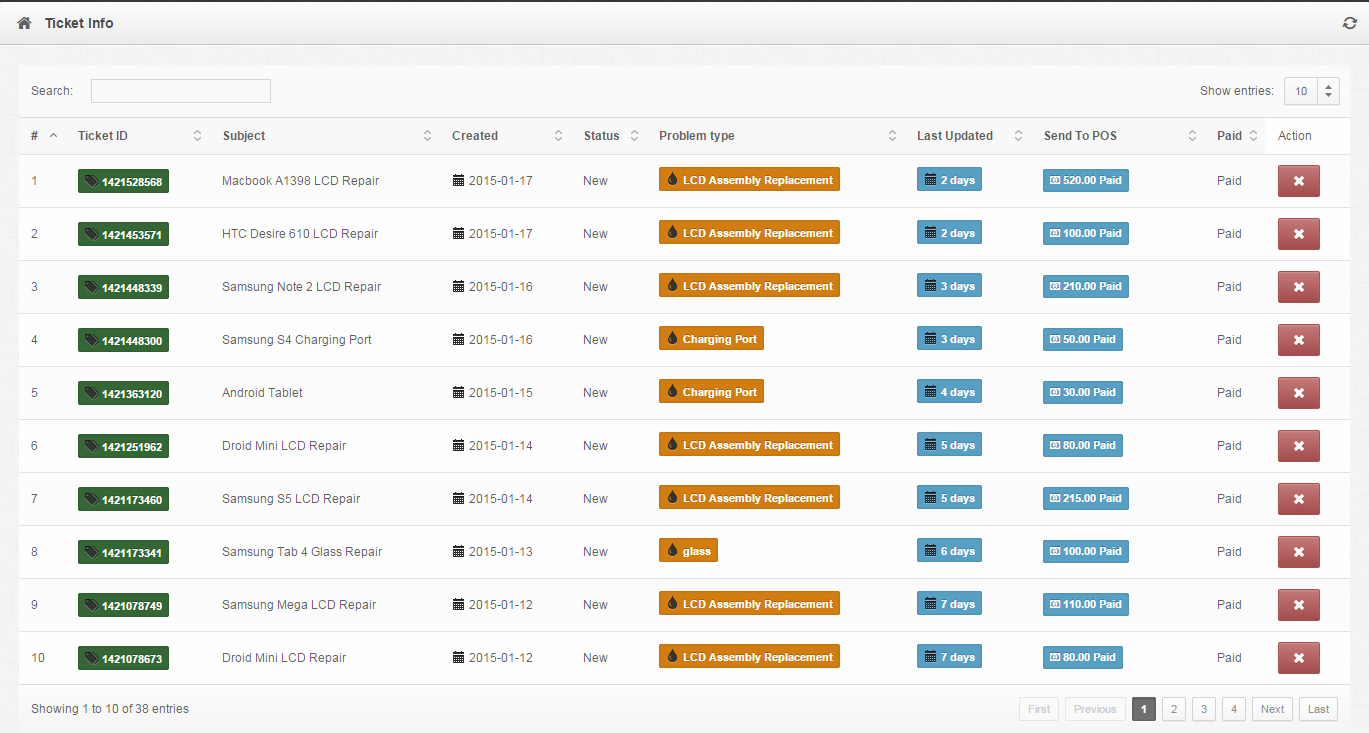 Ticket Info
Search: Show entries: 10
# Ticket ID Subject Created Status Problem type Last Updated Send To POS Paid Action
1 1421528568 Macbook A1398 LCD Repair 2015-01-17 New LCD Assembly Replacement 2 days 520.00 Paid Paid
2 1421453571 HTC Desire 610 LCD Repair 2015-01-17 New LCD Assembly Replacement 2 days 100.00 Paid Paid
3 1421448339 Samsung Note 2 LCD Repair 2015-01-16 New LCD Assembly Replacement 3 days 210.00 Paid Paid
4 1421448300 Samsung S4 Charging Port 2015-01-16 New Charging Port 3 days 50.00 Paid Paid
5 1421363120 Android Tablet 2015-01-15 New Charging Port 4 days 30.00 Paid Paid
6 1421251962 Droid Mini LCD Repair 2015-01-14 New LCD Assembly Replacement 5 days 80.00 Paid Paid
7 1421173460 Samsung S5 LCD Repair 2015-01-14 New LCD Assembly Replacement 5 days 215.00 Paid Paid
8 1421173341 Samsung Tab 4 Glass Repair 2015-01-13 New glass 6 days 100.00 Paid Paid
9 1421078749 Samsung Mega LCD Repair 2015-01-12 New LCD Assembly Replacement 7 days 110.00 Paid Paid
10 1421078673 Droid Mini LCD Repair 2015-01-12 New LCD Assembly Replacement 7 days 80.00 Paid Paid
Showing 1 to 10 of 38 entries First Previous 1 2 3 4 Next Last